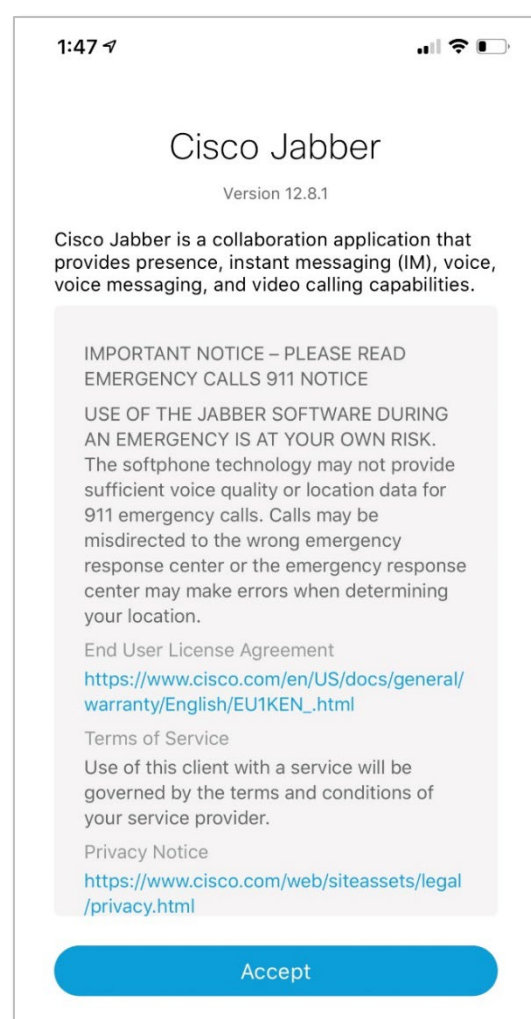 1:47
Cisco Jabber
Version 12.8.1
Cisco Jabber is a collaboration application that
provides presence, instant messaging (IM), voice,
voice messaging, and video calling capabilities.
IMPORTANT NOTICE – PLEASE READ
EMERGENCY CALLS 911 NOTICE
USE OF THE JABBER SOFTWARE DURING
AN EMERGENCY IS AT YOUR OWN RISK.
The softphone technology may not provide
sufficient voice quality or location data for
911 emergency calls. Calls may be
misdirected to the wrong emergency
response center or the emergency response
center may make errors when determining
your location.
End User License Agreement
https://www.cisco.com/en/US/docs/general/
warranty/English/EU1KEN_.html
Terms of Service
Use of this client with a service will be
governed by the terms and conditions of
your service provider.
Privacy Notice
https://www.cisco.com/web/siteassets/legal
/privacy.html
Accept